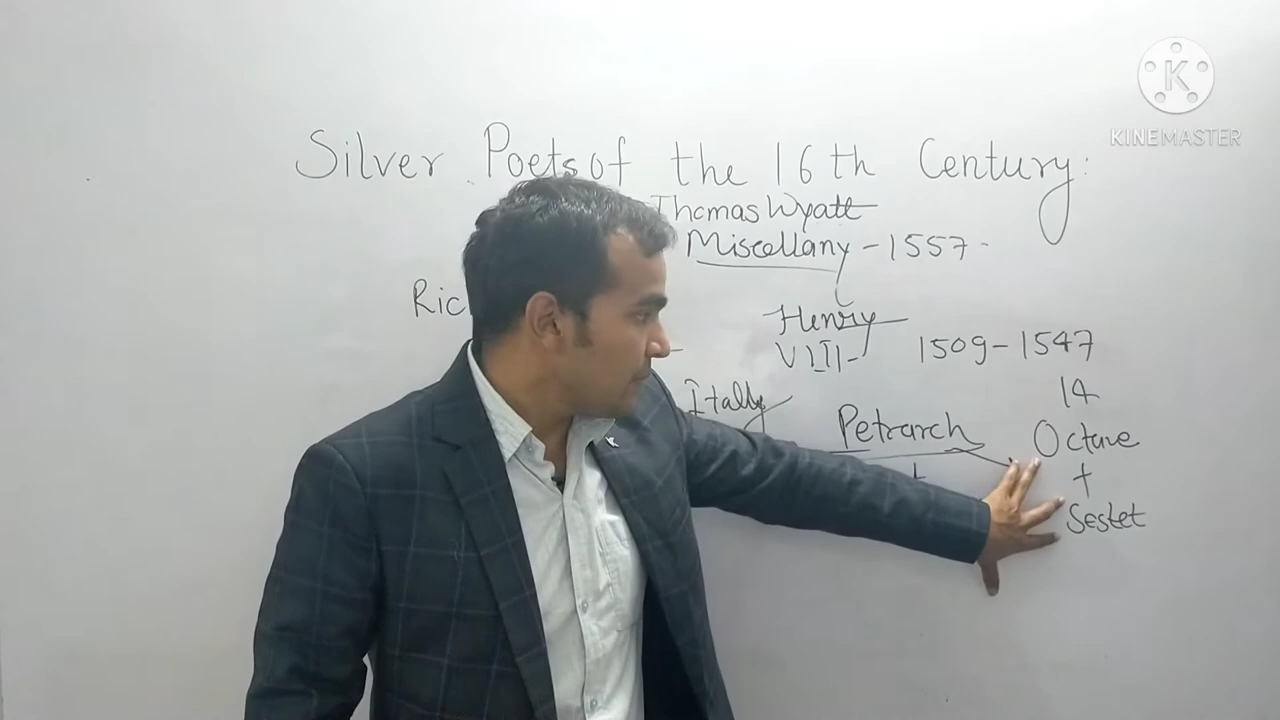 KINEMASTER
Silver Poets of the 16th Century:
Thomas Wyatt
Miscellany - 1557 -
Ric
Henry
VIII - 1509 - 1547
Itally
14
Petrarch
Octave
+
+
Sestet